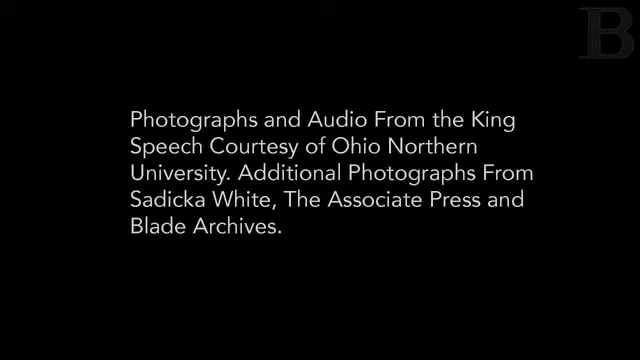 B
Photographs and Audio From the King
Speech Courtesy of Ohio Northern
University. Additional Photographs From
Sadicka White, The Associate Press and
Blade Archives.